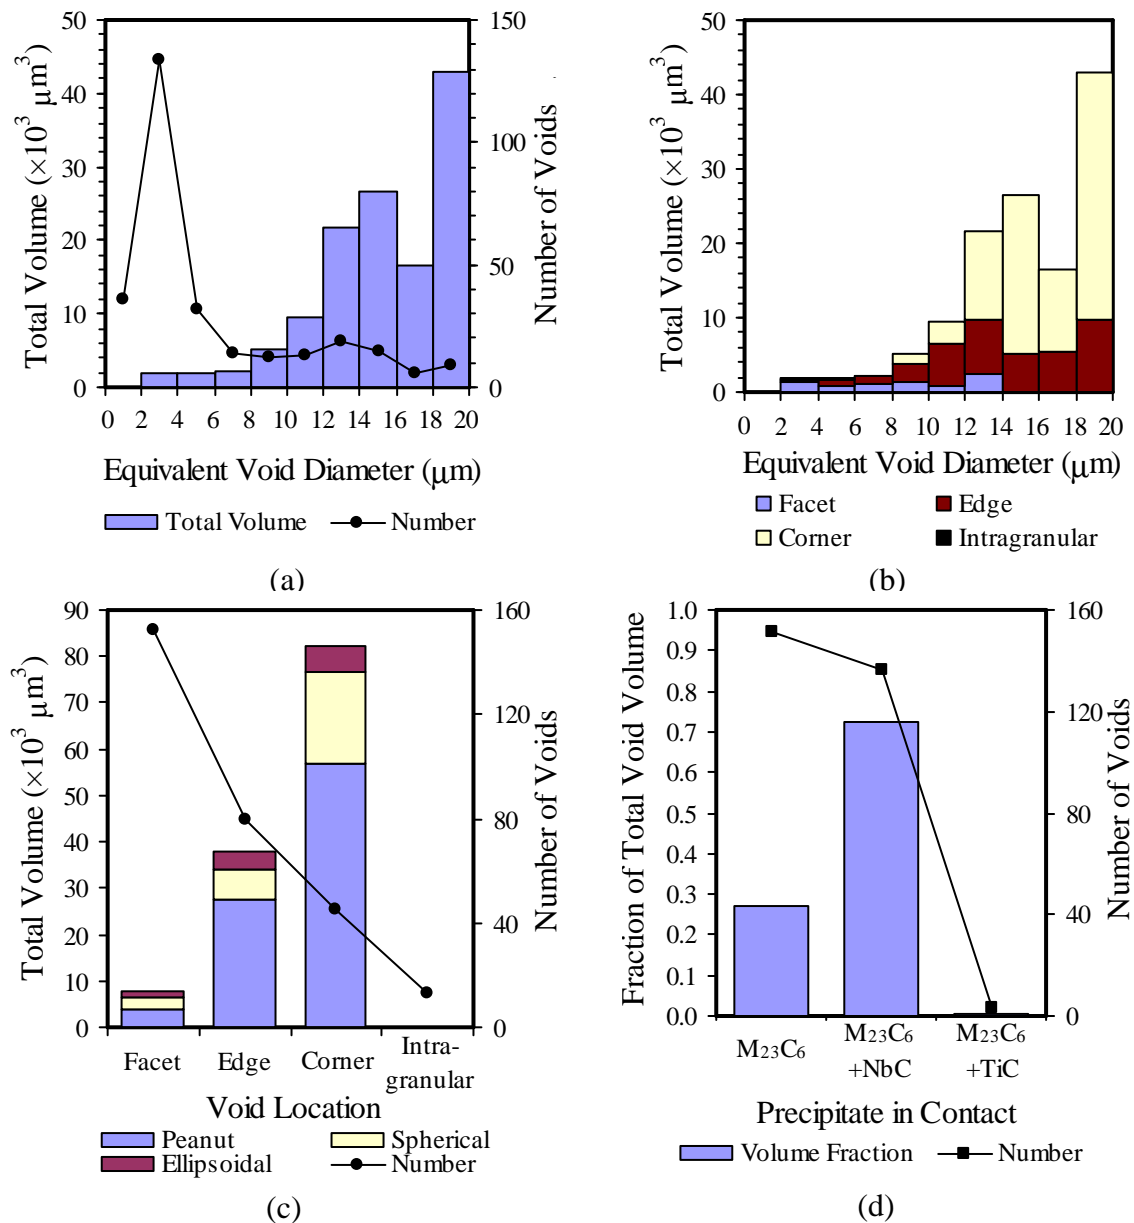 50
40
30
20
10
0
150
100
50
0
Total Volume (×10³ μm³)
Number of Voids
0 2 4 6 8 10 12 14 16 18 20
Equivalent Void Diameter (μm)
Total Volume Number
(a)
50
40
30
20
10
0
Total Volume (×10³ μm³)
0 2 4 6 8 10 12 14 16 18 20
Equivalent Void Diameter (μm)
Facet Edge
Corner Intragranular
(b)
90
80
70
60
50
40
30
20
10
0
160
120
80
40
0
Total Volume (×10³ μm³)
Number of Voids
Facet Edge Corner Intra-
granular
Void Location
Peanut Spherical
Ellipsoidal Number
(c)
1.0
0.9
0.8
0.7
0.6
0.5
0.4
0.3
0.2
0.1
0.0
160
120
80
40
0
Fraction of Total Void Volume
Number of Voids
M₂₃C₆ M₂₃C₆ M₂₃C₆
+NbC +TiC
Precipitate in Contact
Volume Fraction Number
(d)